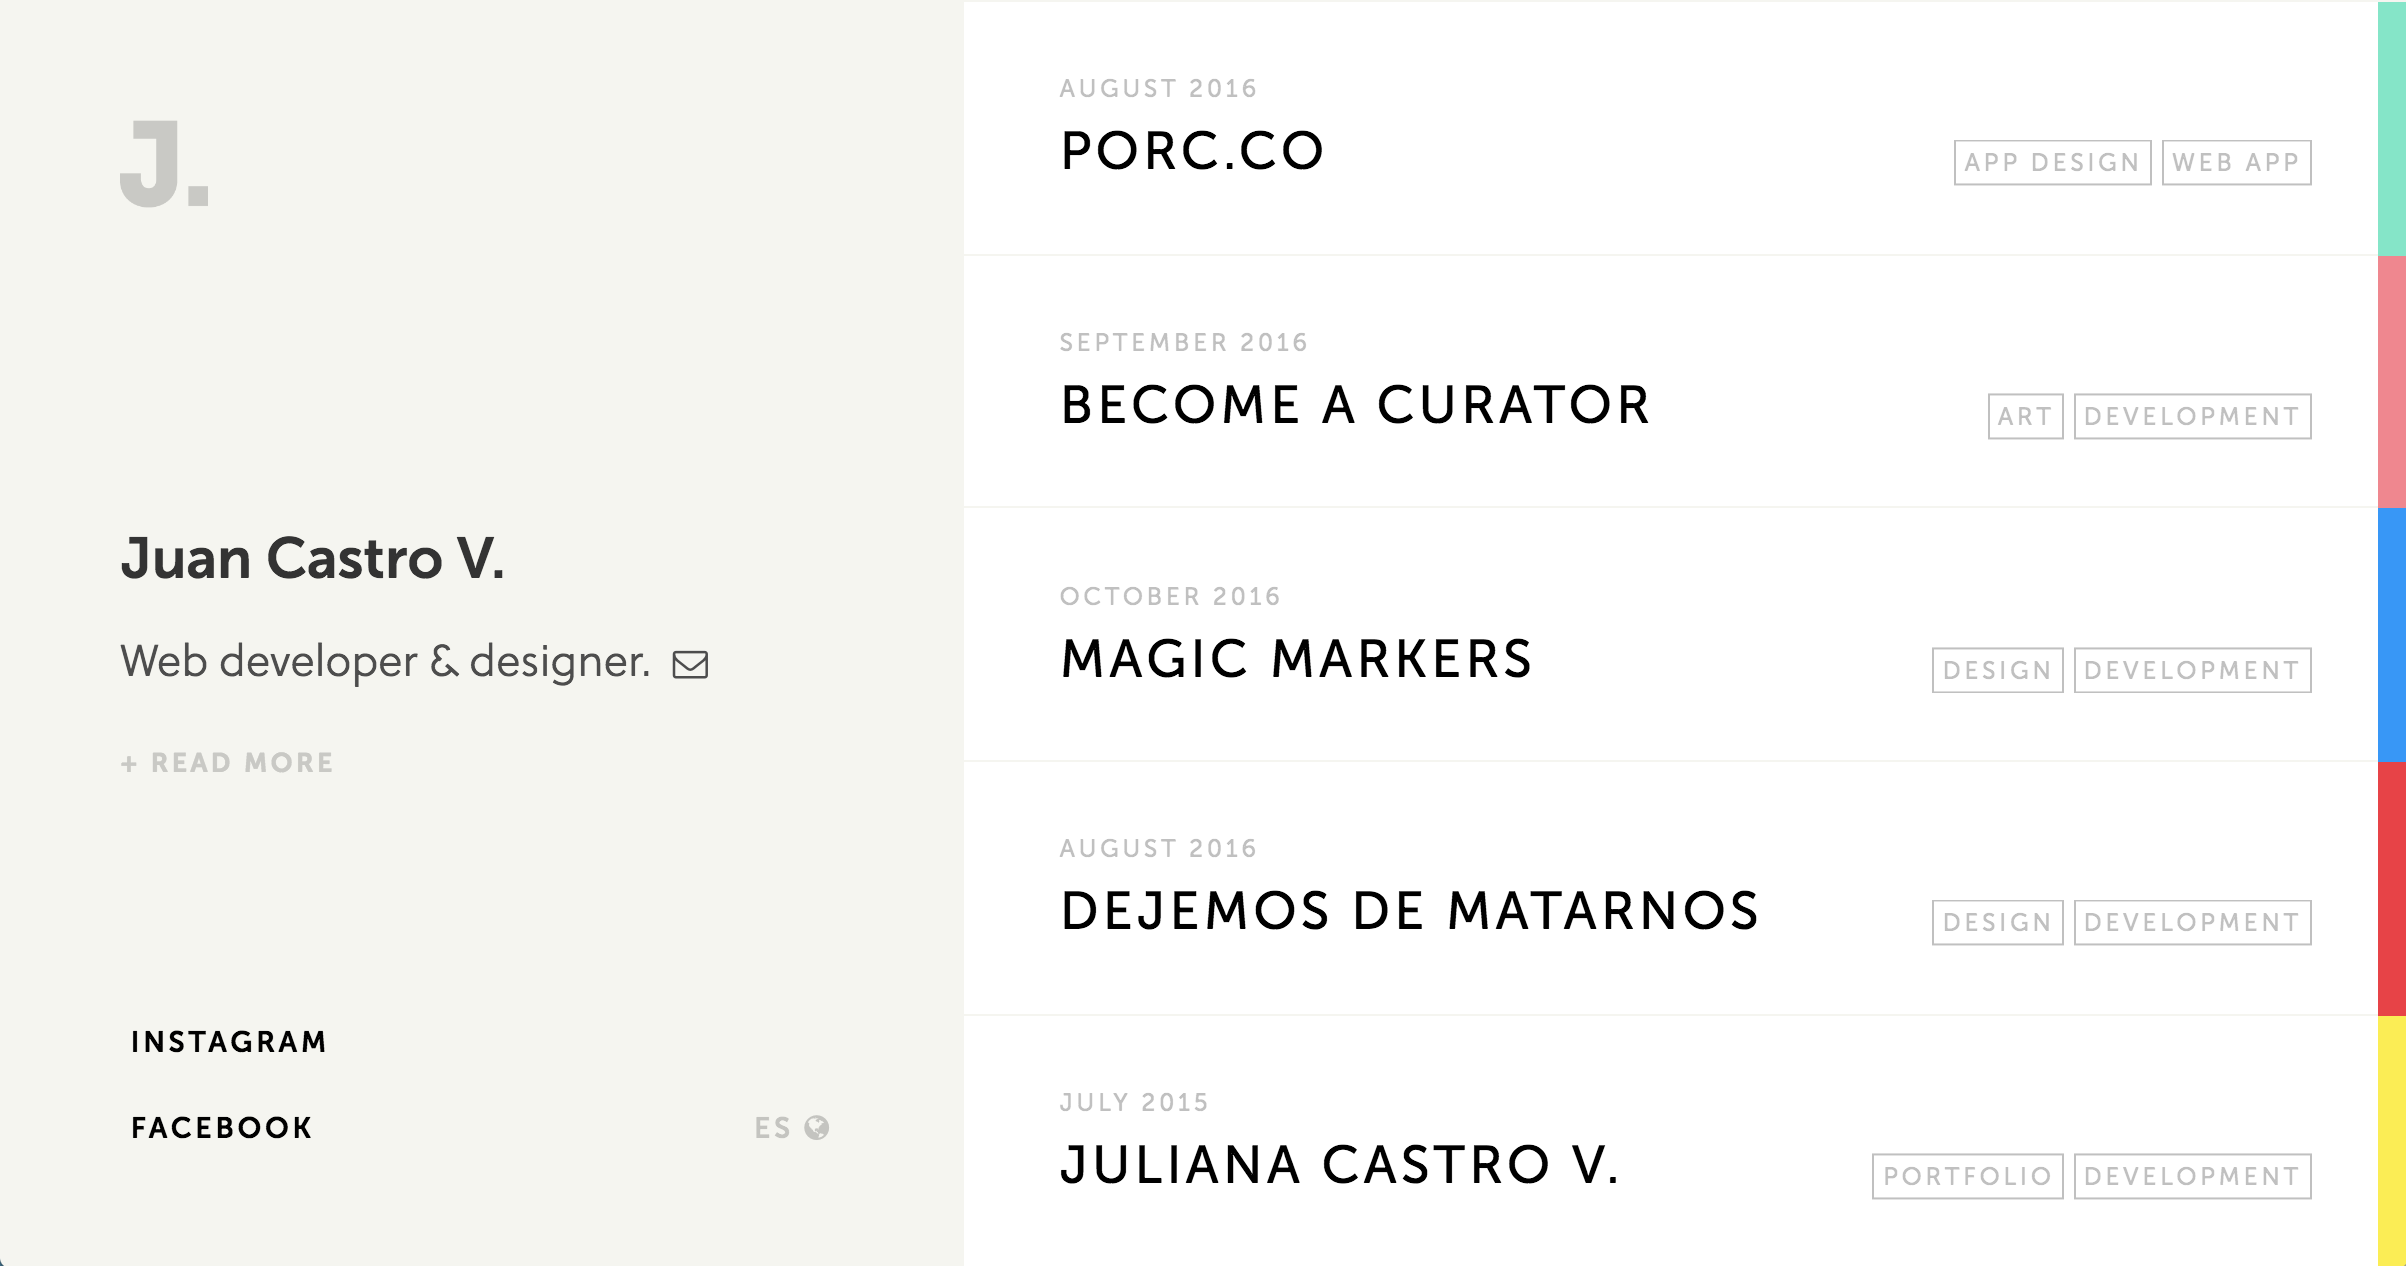 J.
Juan Castro V.
Web developer & designer.
+ READ MORE
INSTAGRAM
FACEBOOK
ES
AUGUST 2016
PORC.CO
APP DESIGN WEB APP
SEPTEMBER 2016
BECOME A CURATOR
ART DEVELOPMENT
OCTOBER 2016
MAGIC MARKERS
DESIGN DEVELOPMENT
AUGUST 2016
DEJEMOS DE MATARNOS
DESIGN DEVELOPMENT
JULY 2015
JULIANA CASTRO V.
PORTFOLIO DEVELOPMENT